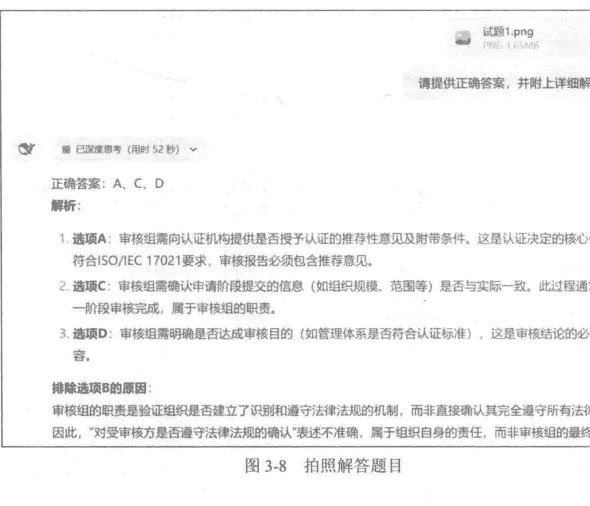 试题1.png
PNG 1.65MB
请提供正确答案，并附上详细解
已深度思考（用时 52 秒）
正确答案：A、C、D
解析：
1. 选项A：审核组需向认证机构提供是否授予认证的推荐性意见及附带条件。这是认证决定的核心
符合ISO/IEC 17021要求，审核报告必须包含推荐意见。
2. 选项C：审核组需确认申请阶段提交的信息（如组织规模、范围等）是否与实际一致。此过程通
一阶段审核完成，属于审核组的职责。
3. 选项D：审核组需明确是否达成审核目的（如管理体系是否符合认证标准），这是审核结论的必
容。
排除选项B的原因：
审核组的职责是验证组织是否建立了识别和遵守法律法规的机制，而非直接确认其完全遵守所有法
因此，“对受审核方是否遵守法律法规的确认”表述不准确，属于组织自身的责任，而非审核组的最
图 3-8 拍照解答题目